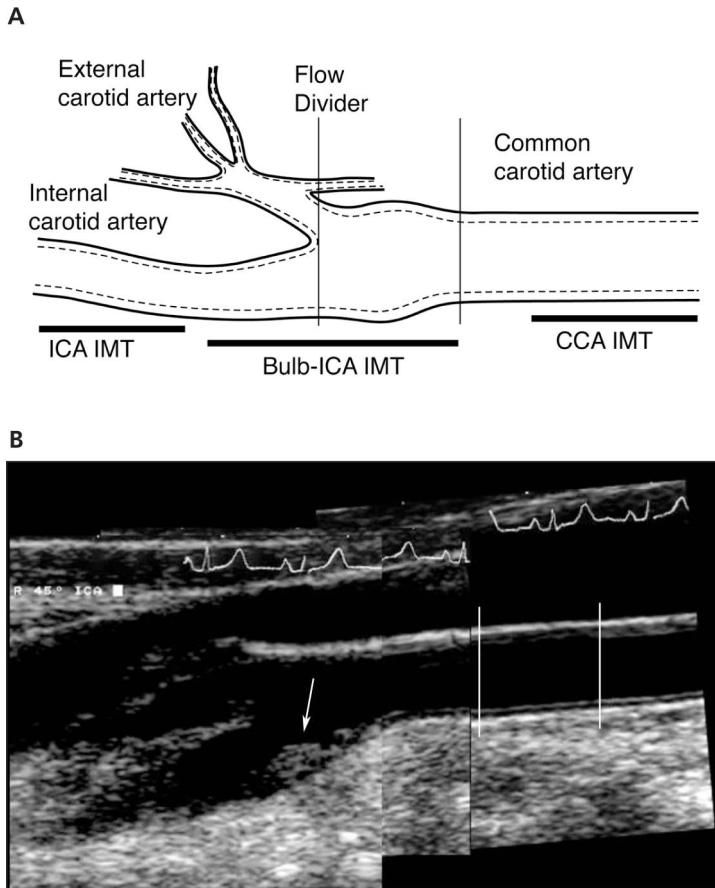 A
External
carotid artery
Flow
Divider
Common
carotid artery
Internal
carotid artery
ICA IMT
CCA IMT
Bulb-ICA IMT
B
R 45° ICA